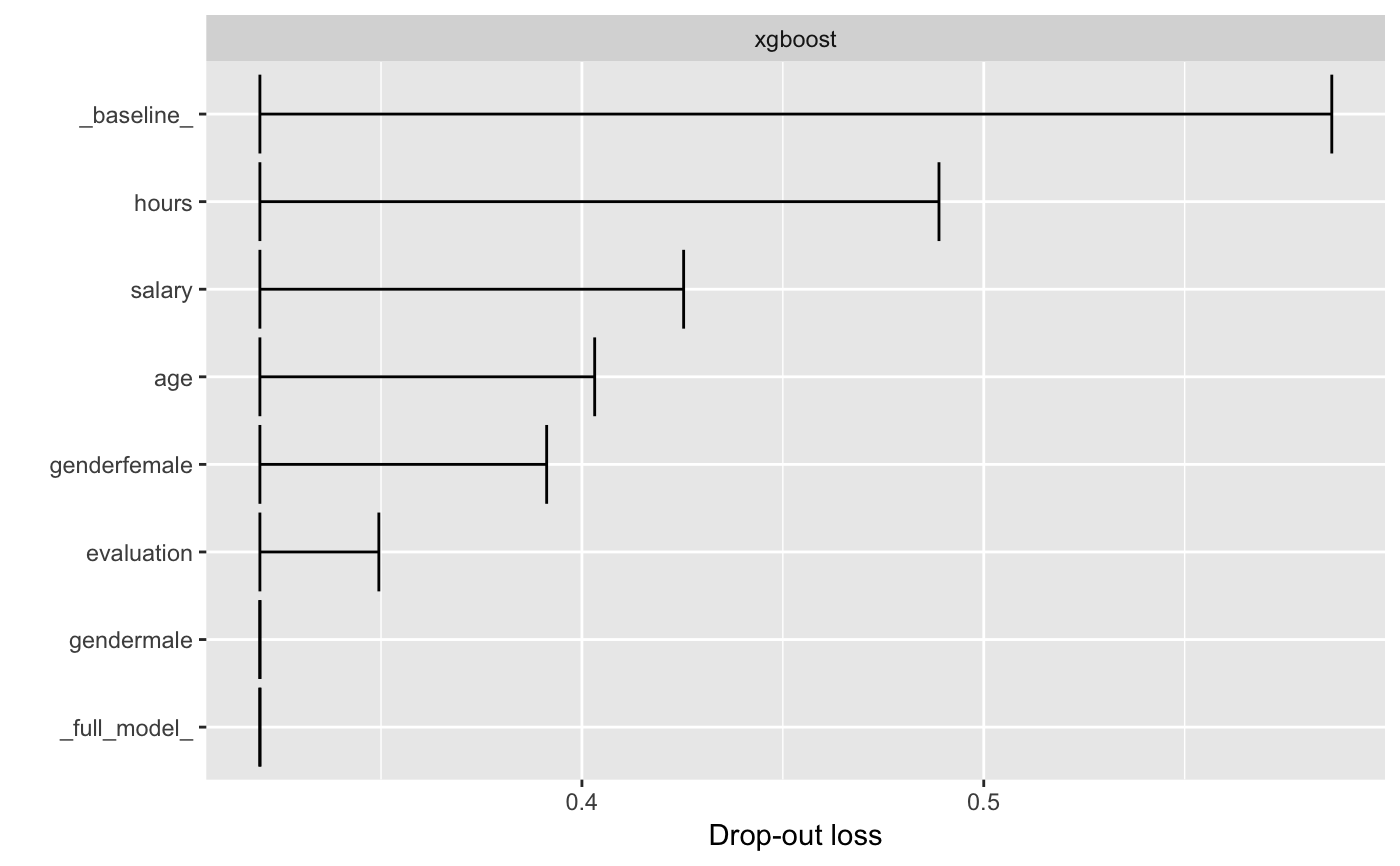 xgboost
_baseline_
hours
salary
age
genderfemale
evaluation
gendermale
_full_model_
0.4 0.5
Drop-out loss